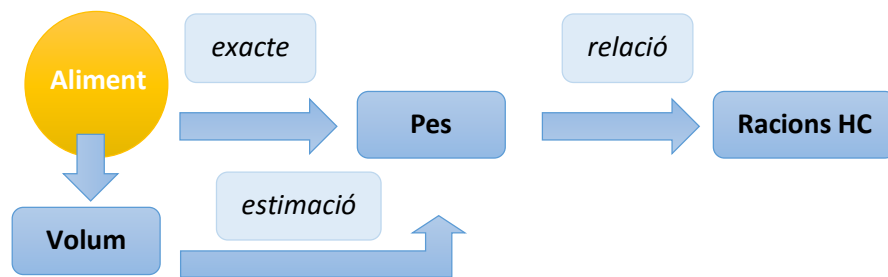 exacte
relació
Aliment
Pes
Racions HC
estimació
Volum